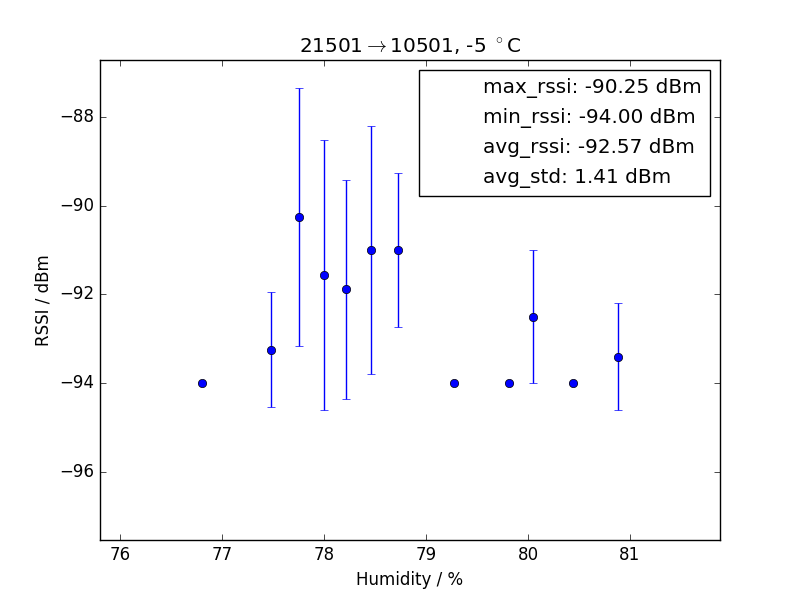 21501→10501, -5 °C
max_rssi: -90.25 dBm
min_rssi: -94.00 dBm
avg_rssi: -92.57 dBm
avg_std: 1.41 dBm
RSSI / dBm
−88
−90
−92
−94
−96
76 77 78 79 80 81
Humidity / %